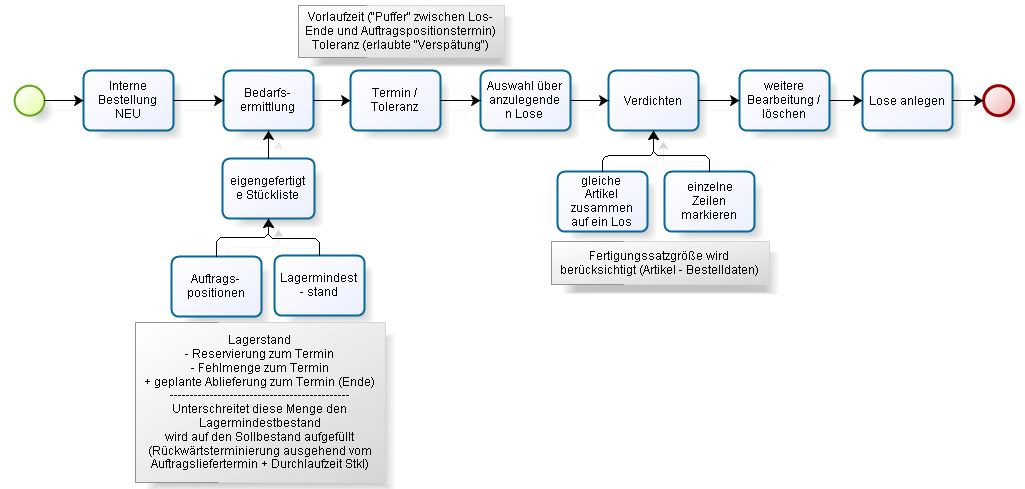 Vorlaufzeit ("Puffer" zwischen Los-
Ende und Auftragspositionstermin)
Toleranz (erlaubte "Verspätung")
Interne
Bestellung
NEU
Bedarfs-
ermittlung
Termin /
Toleranz
Auswahl über
anzulegende
n Lose
Verdichten
weitere
Bearbeitung /
löschen
Lose anlegen
eigengefertigt
e Stückliste
gleiche
Artikel
zusammen
auf ein Los
einzelne
Zeilen
markieren
Fertigungssatzgröße wird
berücksichtigt (Artikel - Bestelldaten)
Auftrags-
positionen
Lagermindest
- stand
Lagerstand
- Reservierung zum Termin
- Fehlmenge zum Termin
+ geplante Ablieferung zum Termin (Ende)
--------------------------------------------
Unterschreitet diese Menge den
Lagermindestbestand
wird auf den Sollbestand aufgefüllt
(Rückwärtsterminierung ausgehend vom
Auftragsliefertermin + Durchlaufzeit Stkl)